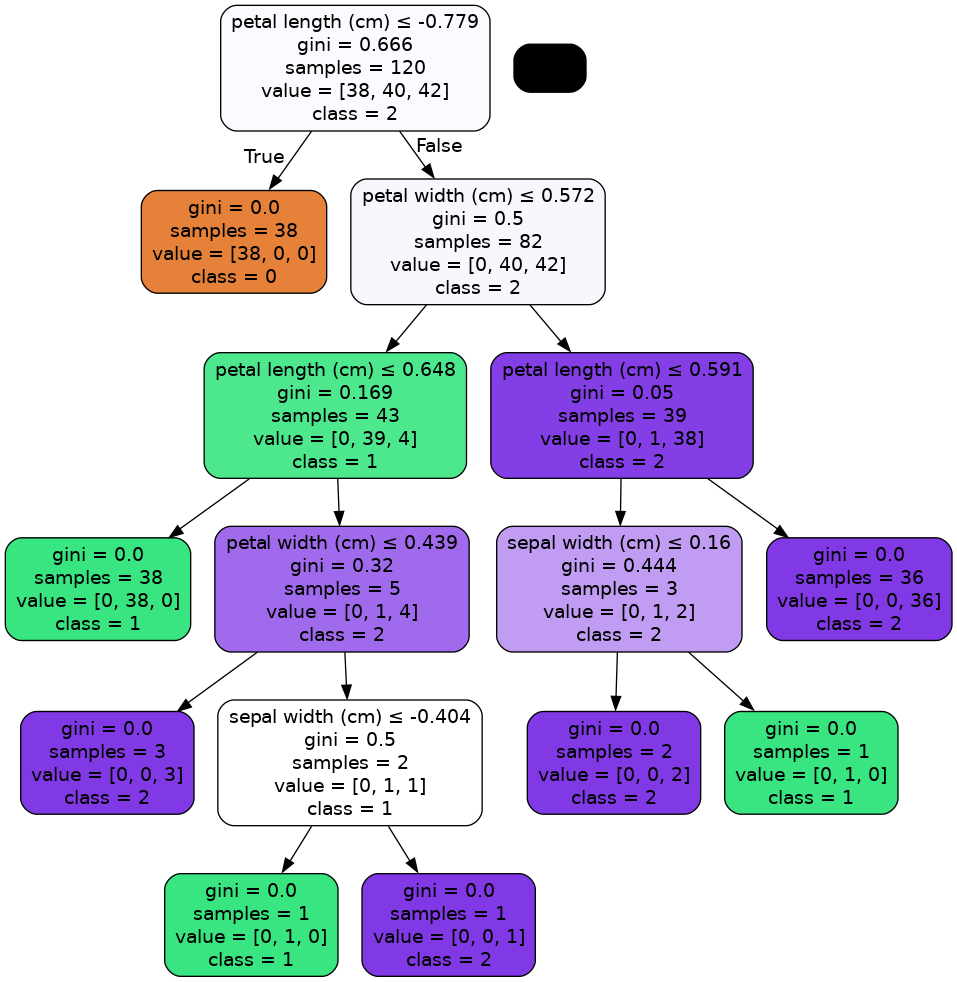 petal length (cm) ≤ -0.779
gini = 0.666
samples = 120
value = [38, 40, 42]
class = 2
True
False
gini = 0.0
samples = 38
value = [38, 0, 0]
class = 0
petal width (cm) ≤ 0.572
gini = 0.5
samples = 82
value = [0, 40, 42]
class = 2
petal length (cm) ≤ 0.648
gini = 0.169
samples = 43
value = [0, 39, 4]
class = 1
petal length (cm) ≤ 0.591
gini = 0.05
samples = 39
value = [0, 1, 38]
class = 2
gini = 0.0
samples = 38
value = [0, 38, 0]
class = 1
petal width (cm) ≤ 0.439
gini = 0.32
samples = 5
value = [0, 1, 4]
class = 2
sepal width (cm) ≤ 0.16
gini = 0.444
samples = 3
value = [0, 1, 2]
class = 2
gini = 0.0
samples = 36
value = [0, 0, 36]
class = 2
gini = 0.0
samples = 3
value = [0, 0, 3]
class = 2
sepal width (cm) ≤ -0.404
gini = 0.5
samples = 2
value = [0, 1, 1]
class = 1
gini = 0.0
samples = 2
value = [0, 0, 2]
class = 2
gini = 0.0
samples = 1
value = [0, 1, 0]
class = 1
gini = 0.0
samples = 1
value = [0, 1, 0]
class = 1
gini = 0.0
samples = 1
value = [0, 0, 1]
class = 2